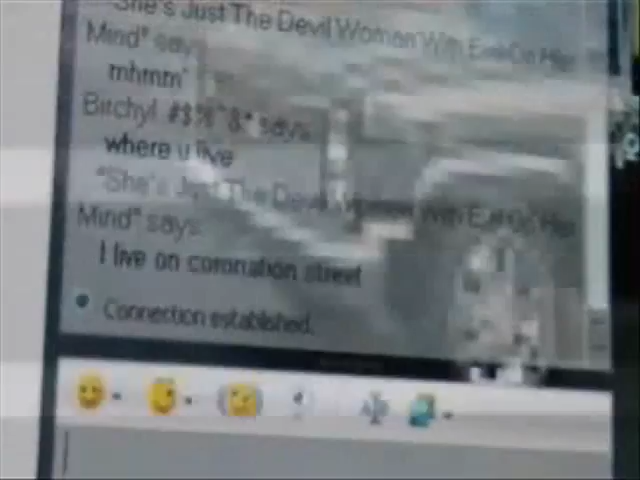 "She's Just The Devil Woman With Evil On Her
Mind" says:
mhmm"
Bitchy! #$%^&* says:
where u live
"She's Just The Devil Woman With Evil On Her
Mind" says:
I live on coronation street
Connection established.